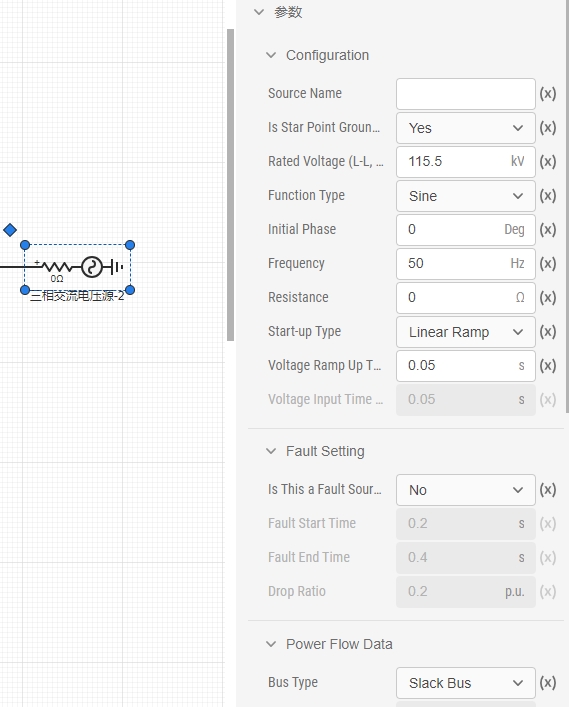 参数
Configuration
Source Name (x)
Is Star Point Groun... Yes (x)
Rated Voltage (L-L, ... 115.5 kV (x)
Function Type Sine (x)
Initial Phase 0 Deg (x)
Frequency 50 Hz (x)
Resistance 0 Ω (x)
Start-up Type Linear Ramp (x)
Voltage Ramp Up T... 0.05 s (x)
Voltage Input Time ... 0.05 s (x)
Fault Setting
Is This a Fault Sour... No (x)
Fault Start Time 0.2 s (x)
Fault End Time 0.4 s (x)
Drop Ratio 0.2 p.u. (x)
Power Flow Data
Bus Type Slack Bus (x)
+
0Ω
三相交流电压源-2